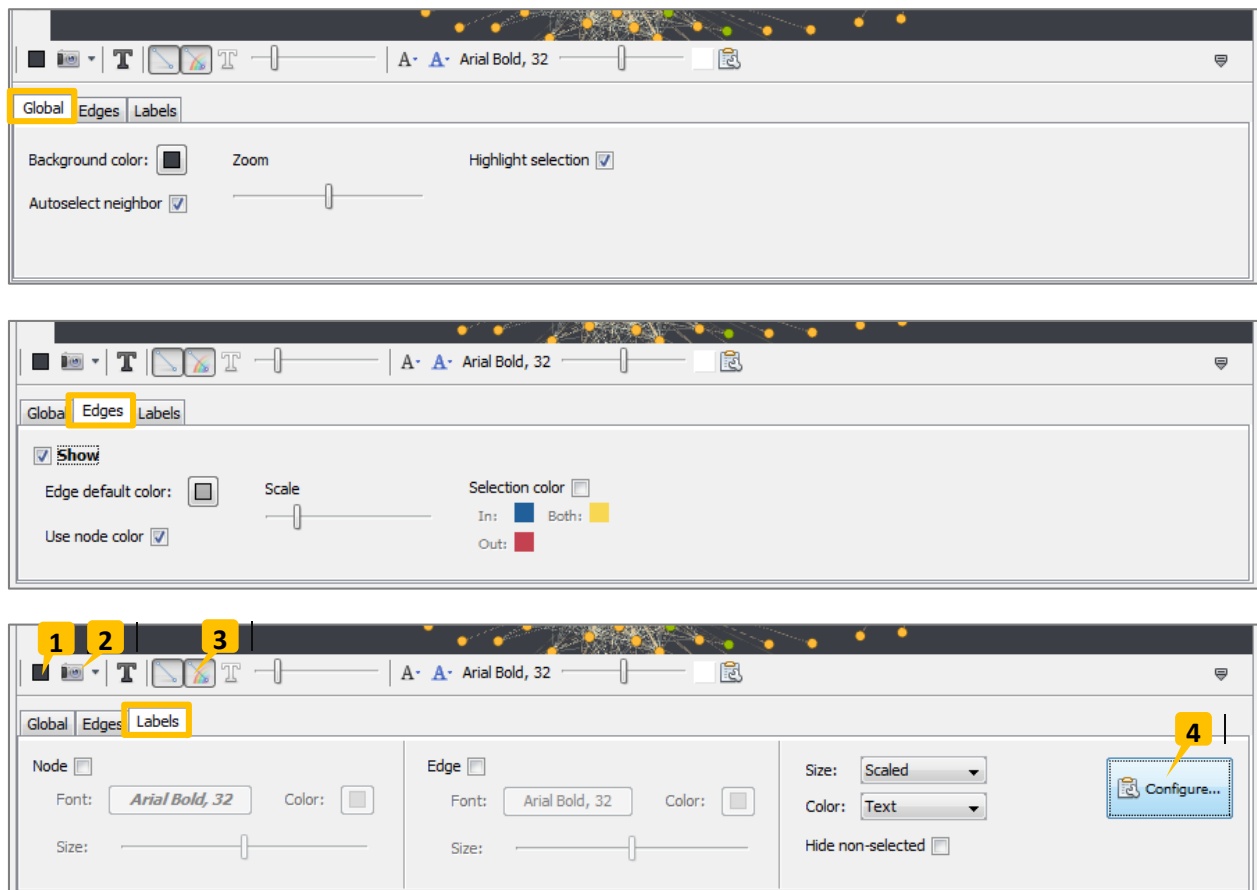 T T A A Arial Bold, 32
Global Edges Labels
Background color: Zoom Highlight selection
Autoselect neighbor
T T A A Arial Bold, 32
Globa Edges Labels
Show
Edge default color: Scale Selection color
In: Both:
Use node color
Out:
1 2 3
T T A A Arial Bold, 32
Global Edges Labels
4
Node Edge Size: Scaled Configure...
Font: Arial Bold, 32 Color: Font: Arial Bold, 32 Color: Color: Text
Size: Size: Hide non-selected